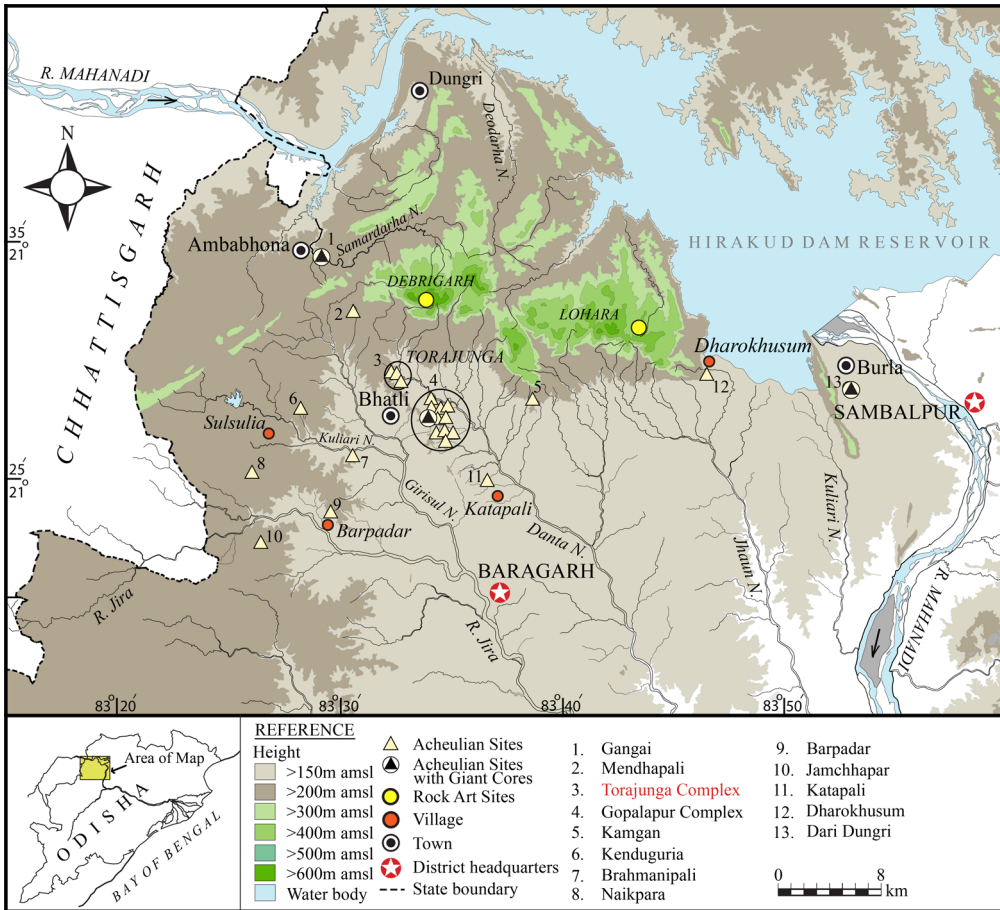 R. MAHANADI
Dungri
Deodarha N.
N
CHHATTISGARH
35
21°
Ambabhona
1
Samardarha N.
HIRAKUD DAM RESERVOIR
DEBRIGARH
2
LOHARA
Dharokhusum
3
TORAJUNGA
4
5
12
Burla
13
SAMBALPUR
Bhatli
6
Sulsulia
Kuliari N
7
8
25
21°
11
Katapali
Girisul N.
9
Barpadar
10
Danta N.
Jhaun N.
Kuliari N.
R. MAHANADI
BARAGARH
R. Jira
R. Jira
83°20
83°30
83°40
83°50
Area of Map
ODISHA
BAY OF BENGAL
REFERENCE
Height
>150m amsl
>200m amsl
>300m amsl
>400m amsl
>500m amsl
>600m amsl
Water body
Acheulian Sites
Acheulian Sites
with Giant Cores
Rock Art Sites
Village
Town
District headquarters
State boundary
1. Gangai
2. Mendhapali
3. Torajunga Complex
4. Gopalapur Complex
5. Kamgan
6. Kenduguria
7. Brahmanipali
8. Naikpara
9. Barpadar
10. Jamchhapar
11. Katapali
12. Dharokhusum
13. Dari Dungri
0 8
km